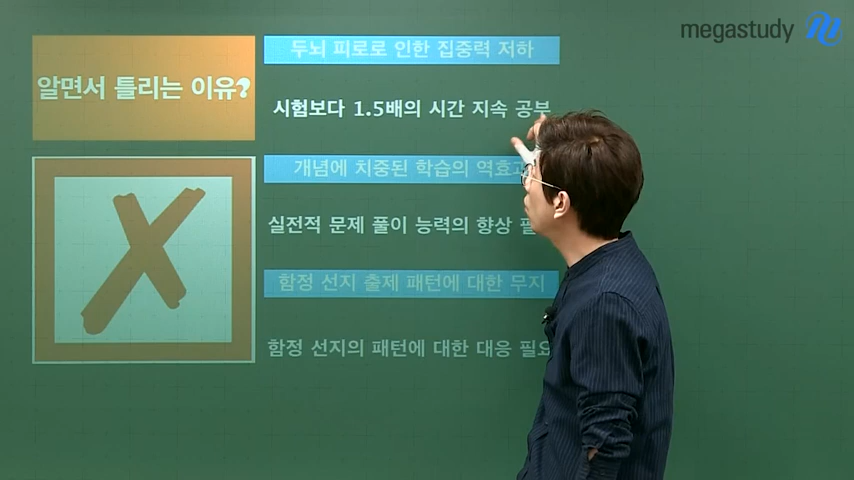 megastudy
알면서 틀리는 이유?
두뇌 피로로 인한 집중력 저하
시험보다 1.5배의 시간 지속 공부
개념에 치중된 학습의 역효과
실전적 문제 풀이 능력의 향상
함정 선지 출제 패턴에 대한 무지
함정 선지의 패턴에 대한 대응 필요